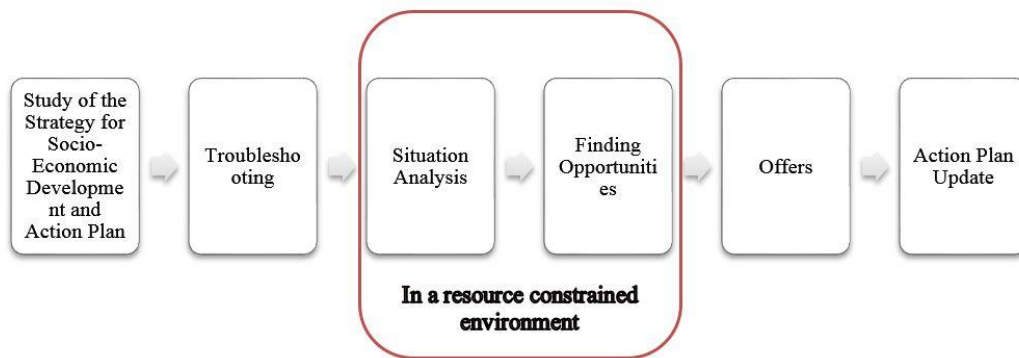 Study of the
Strategy for
Socio-
Economic
Developme
nt and
Action Plan
Troublesho
oting
Situation
Analysis
Finding
Opportuniti
es
Offers
Action Plan
Update
In a resource constrained
environment